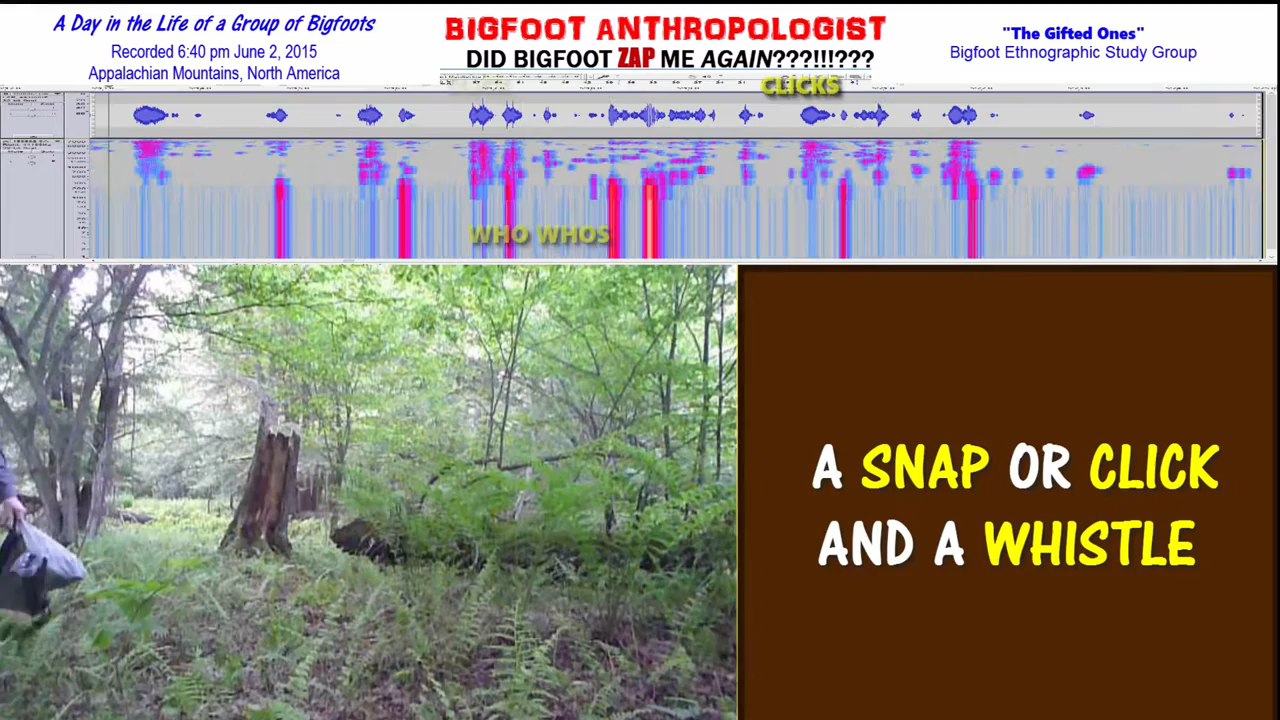 A Day in the Life of a Group of Bigfoots
Recorded 6:40 pm June 2, 2015
Appalachian Mountains, North America
BIGFOOT ANTHROPOLOGIST
DID BIGFOOT ZAP ME AGAIN???!!!???
"The Gifted Ones"
Bigfoot Ethnographic Study Group
CLICKS
WHO WHOS
A SNAP OR CLICK
AND A WHISTLE